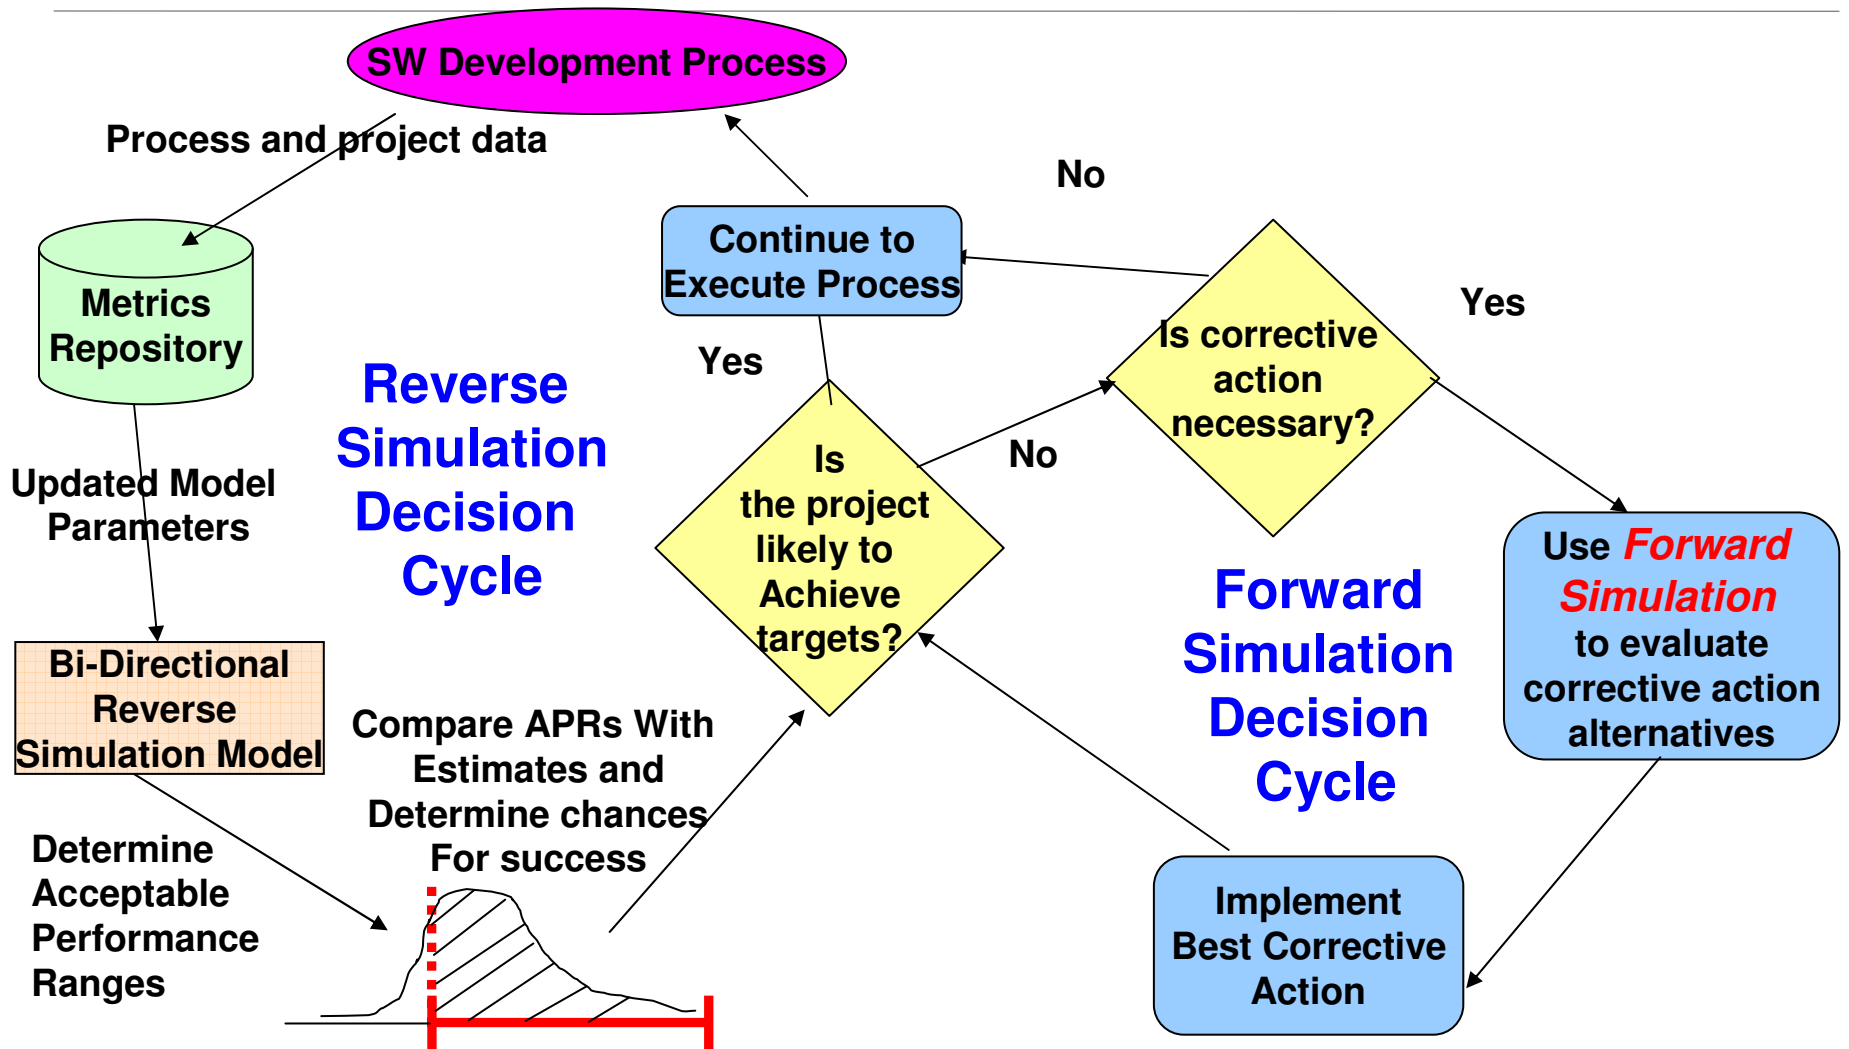 SW Development Process
Process and project data
No
Continue to
Execute Process
Metrics
Repository
Yes
Is corrective
action
necessary?
Yes
Reverse
Simulation
Decision
Cycle
No
Is
the project
likely to
Achieve
targets?
Updated Model
Parameters
Use Forward
Simulation
to evaluate
corrective action
alternatives
Forward
Simulation
Decision
Cycle
Bi-Directional
Reverse
Simulation Model
Compare APRs With
Estimates and
Determine chances
For success
Determine
Acceptable
Performance
Ranges
Implement
Best Corrective
Action